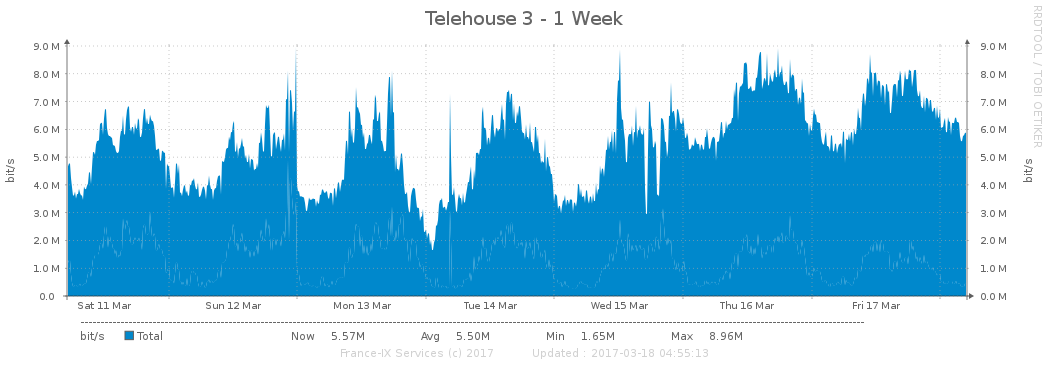 Telehouse 3 - 1 Week
RRDTOOL / TOBI OETIKER
bit/s
9.0 M
8.0 M
7.0 M
6.0 M
5.0 M
4.0 M
3.0 M
2.0 M
1.0 M
0.0
9.0 M
8.0 M
7.0 M
6.0 M
5.0 M
4.0 M
3.0 M
2.0 M
1.0 M
0.0 M
bit/s
Sat 11 Mar Sun 12 Mar Mon 13 Mar Tue 14 Mar Wed 15 Mar Thu 16 Mar Fri 17 Mar
bit/s Total Now 5.57M Avg 5.50M Min 1.65M Max 8.96M
France-IX Services (c) 2017 Updated : 2017-03-18 04:55:13